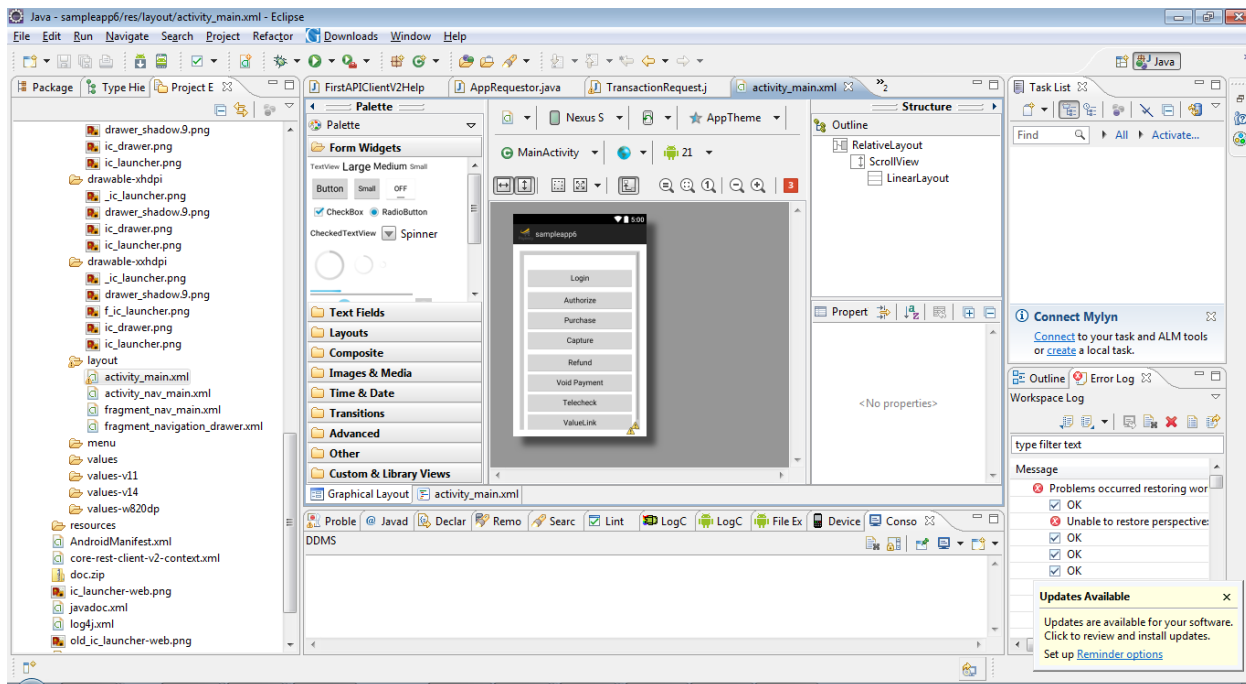 Java - sampleapp6/res/layout/activity_main.xml - Eclipse
File Edit Run Navigate Search Project Refactor Downloads Window Help
Java
Package Type Hie Project E
drawer_shadow.9.png
ic_drawer.png
ic_launcher.png
drawable-xhdpi
_ic_launcher.png
drawer_shadow.9.png
ic_drawer.png
ic_launcher.png
drawable-xxhdpi
_ic_launcher.png
drawer_shadow.9.png
f_ic_launcher.png
ic_drawer.png
ic_launcher.png
layout
activity_main.xml
activity_nav_main.xml
fragment_nav_main.xml
fragment_navigation_drawer.xml
menu
values
values-v11
values-v14
values-w820dp
resources
AndroidManifest.xml
core-rest-client-v2-context.xml
doc.zip
ic_launcher-web.png
javadoc.xml
log4j.xml
old_ic_launcher-web.png
FirstAPIClientV2Help AppRequestor.java TransactionRequest.j activity_main.xml 2
Palette
Palette
Form Widgets
TextView Large Medium Small
Button Small OFF
CheckBox RadioButton
CheckedTextView Spinner
Text Fields
Layouts
Composite
Images & Media
Time & Date
Transitions
Advanced
Other
Custom & Library Views
Graphical Layout activity_main.xml
Nexus S AppTheme
MainActivity 21
3
5:00
sampleapp6
Login
Authorize
Purchase
Capture
Refund
Void Payment
Telecheck
ValueLink
Structure
Outline
RelativeLayout
ScrollView
LinearLayout
Propert
<No properties>
Proble Javad Declar Remo Searc Lint LogC LogC File Ex Device Conso
DDMS
Task List
Find All Activate...
Connect Mylyn
Connect to your task and ALM tools
or create a local task.
Outline Error Log
Workspace Log
type filter text
Message
Problems occurred restoring wor
OK
Unable to restore perspective:
OK
OK
OK
Updates Available
Updates are available for your software.
Click to review and install updates.
Set up Reminder options